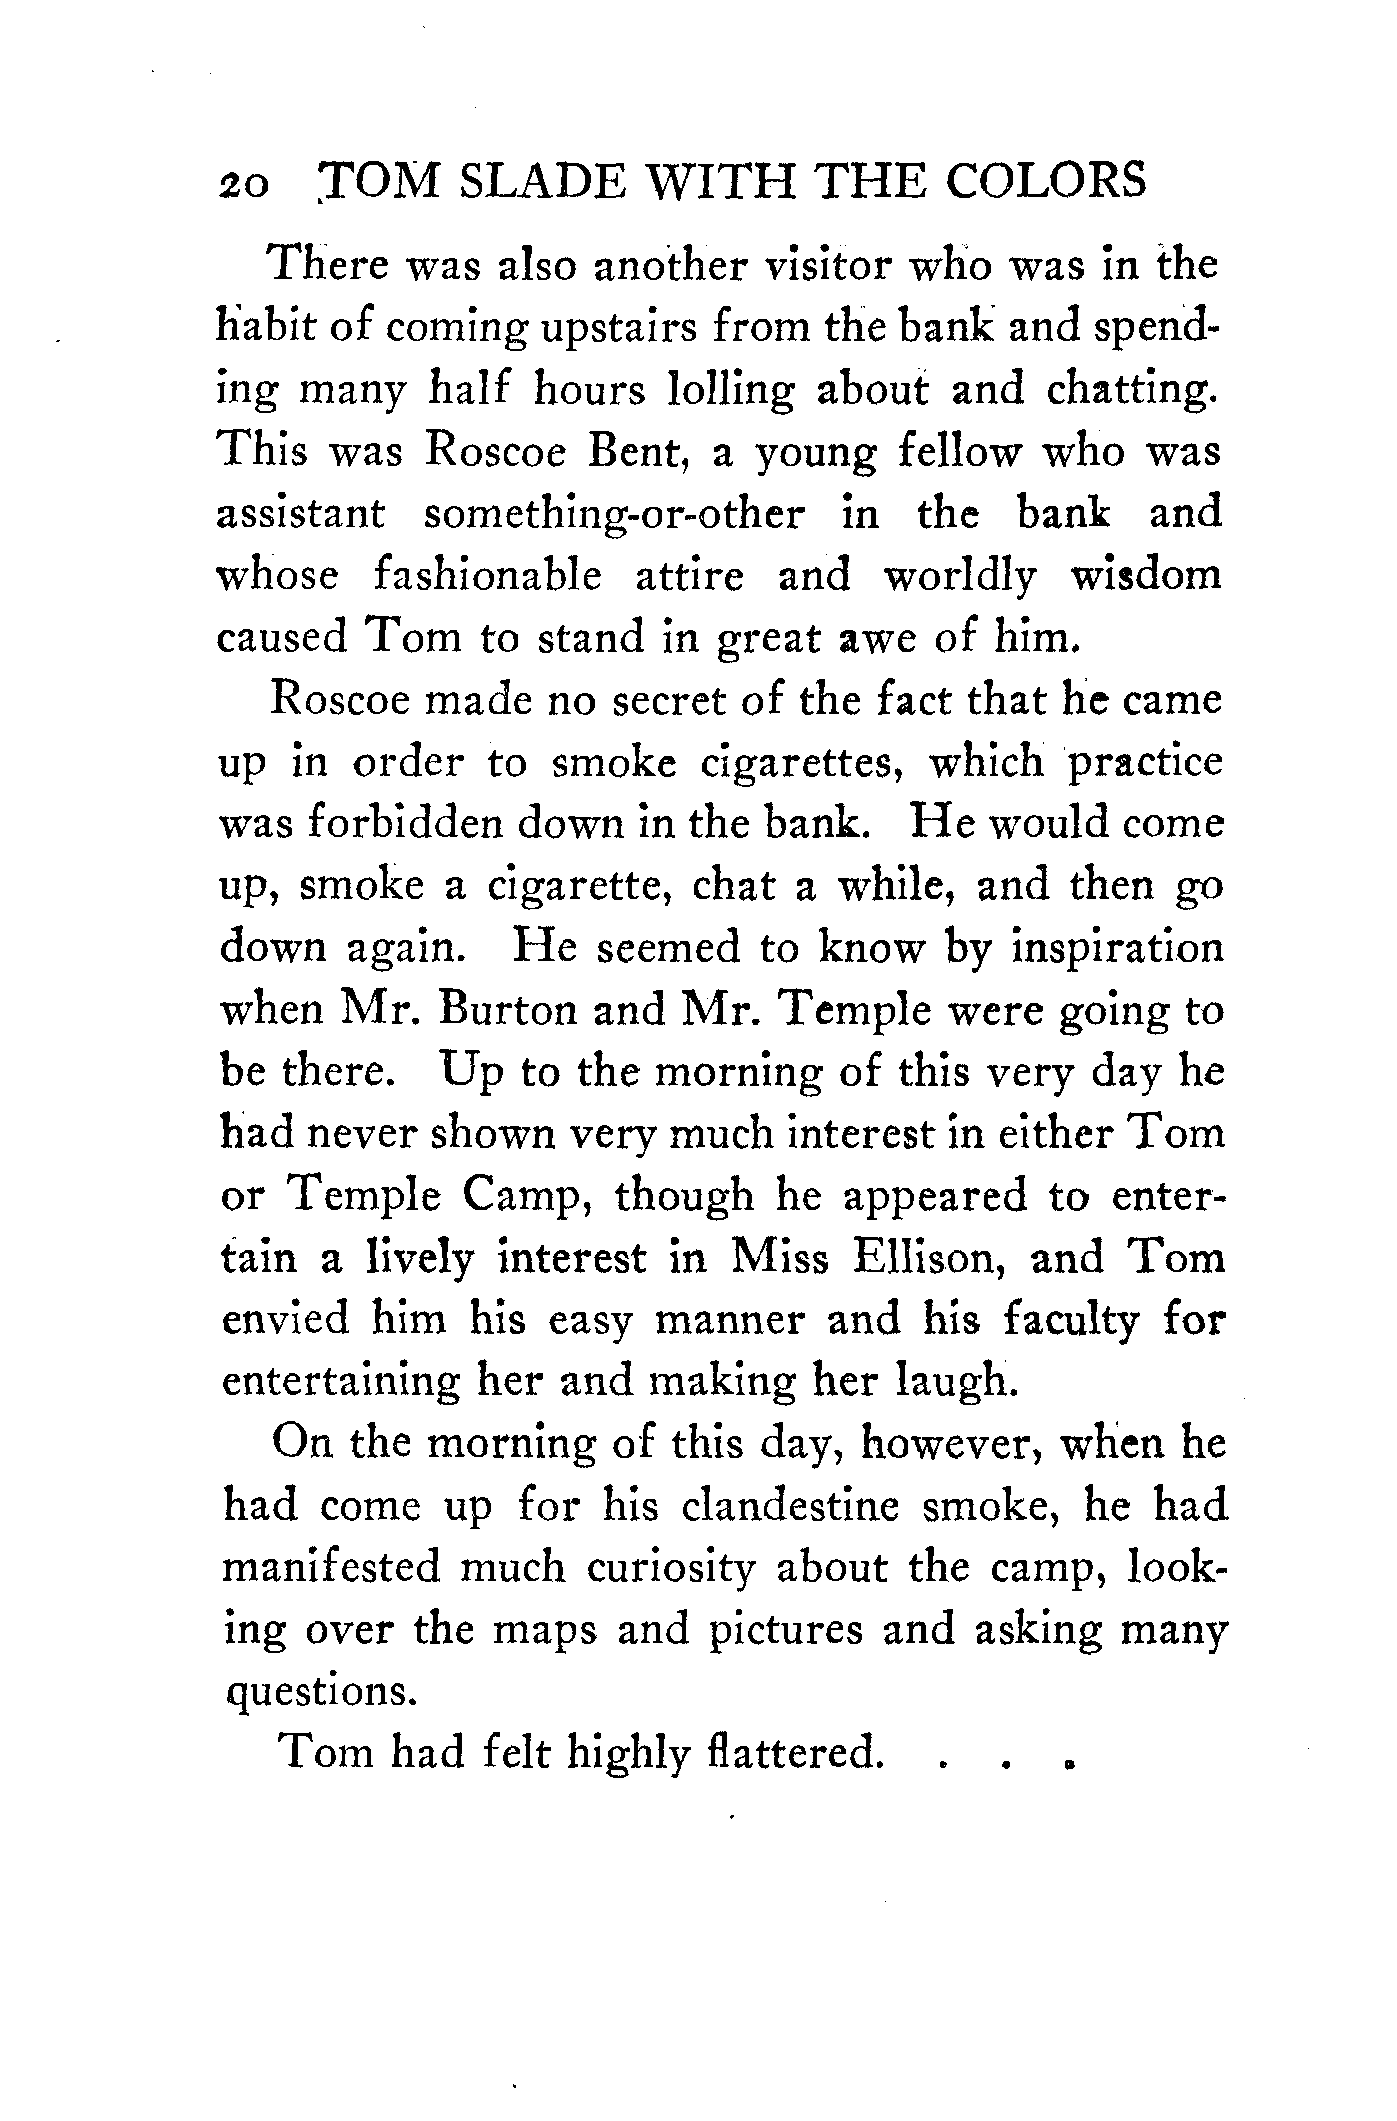 20 TOM SLADE WITH THE COLORS
There was also another visitor who was in the
habit of coming upstairs from the bank and spend-
ing many half hours lolling about and chatting.
This was Roscoe Bent, a young fellow who was
assistant something-or-other in the bank and
whose fashionable attire and worldly wisdom
caused Tom to stand in great awe of him.
Roscoe made no secret of the fact that he came
up in order to smoke cigarettes, which practice
was forbidden down in the bank. He would come
up, smoke a cigarette, chat a while, and then go
down again. He seemed to know by inspiration
when Mr. Burton and Mr. Temple were going to
be there. Up to the morning of this very day he
had never shown very much interest in either Tom
or Temple Camp, though he appeared to enter-
tain a lively interest in Miss Ellison, and Tom
envied him his easy manner and his faculty for
entertaining her and making her laugh.
On the morning of this day, however, when he
had come up for his clandestine smoke, he had
manifested much curiosity about the camp, look-
ing over the maps and pictures and asking many
questions.
Tom had felt highly flattered. . . .